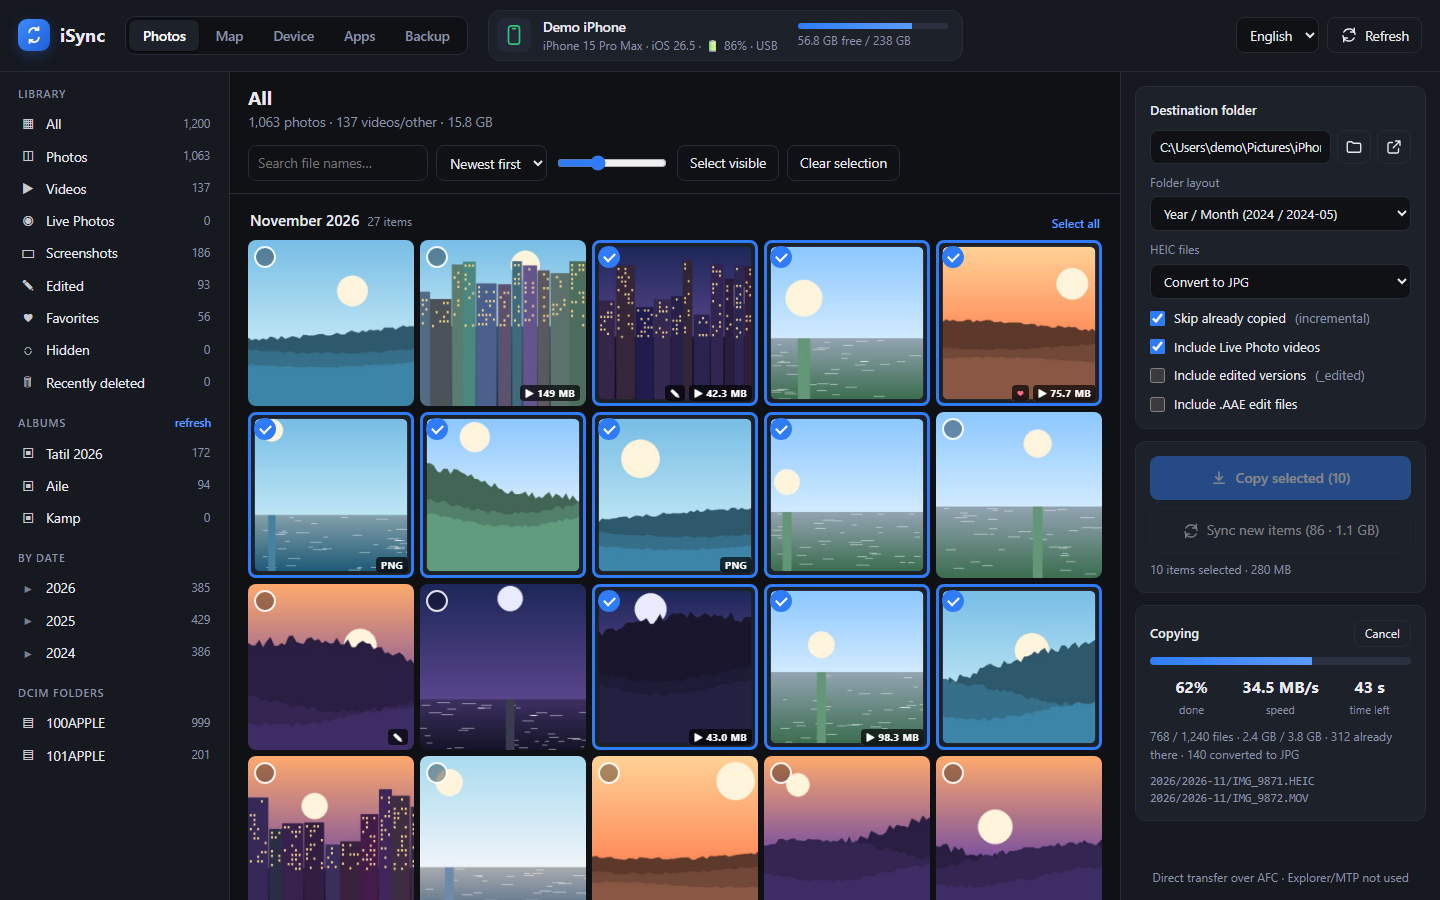 iSync
Photos
Map
Device
Apps
Backup
Demo iPhone
iPhone 15 Pro Max · iOS 26.5 · 86% · USB
56.8 GB free / 238 GB
English
Refresh
LIBRARY
All 1,200
Photos 1,063
Videos 137
Live Photos 0
Screenshots 186
Edited 93
Favorites 56
Hidden 0
Recently deleted 0
ALBUMS refresh
Tatil 2026 172
Aile 94
Kamp 0
BY DATE
2026 385
2025 429
2024 386
DCIM FOLDERS
100APPLE 999
101APPLE 201
All
1,063 photos · 137 videos/other · 15.8 GB
Search file names...
Newest first
Select visible
Clear selection
November 2026 27 items
Select all
149 MB
42.3 MB
75.7 MB
PNG
PNG
43.0 MB
98.3 MB
Destination folder
C:\Users\demo\Pictures\iPho
Folder layout
Year / Month (2024 / 2024-05)
HEIC files
Convert to JPG
Skip already copied (incremental)
Include Live Photo videos
Include edited versions (_edited)
Include .AAE edit files
Copy selected (10)
Sync new items (86 · 1.1 GB)
10 items selected · 280 MB
Copying
Cancel
62% 34.5 MB/s 43 s
done speed time left
768 / 1,240 files · 2.4 GB / 3.8 GB · 312 already
there · 140 converted to JPG
2026/2026-11/IMG_9871.HEIC
2026/2026-11/IMG_9872.MOV
Direct transfer over AFC · Explorer/MTP not used